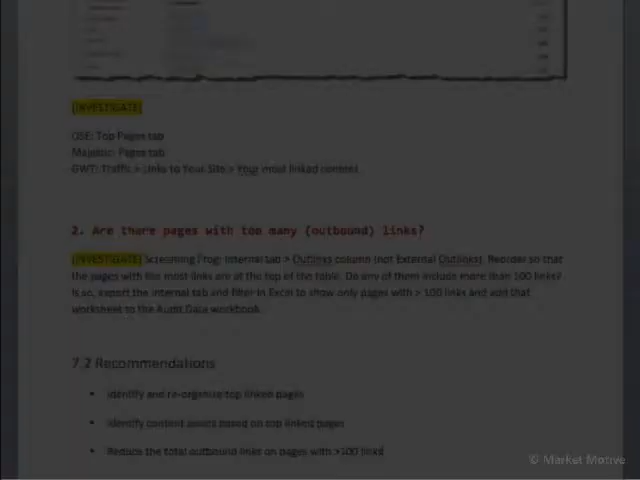 [INVESTIGATE]
OSE: Top Pages tab
Majestic: Pages tab
GWT: Traffic > Links to Your Site > Your most linked content
2. Are there pages with too many (outbound) links?
[INVESTIGATE] Screaming Frog: Internal tab > Outlinks column (not External Outlinks). Reorder so that
the pages with the most links are at the top of the table. Do any of them include more than 100 links?
Is so, export the internal tab and filter in Excel to show only pages with > 100 links and add that
worksheet to the Audit Data workbook.
7.2 Recommendations
• Identify and re-organize top linked pages
• Identify content assets based on top linked pages
• Reduce the total outbound links on pages with >100 links
© Market Motive